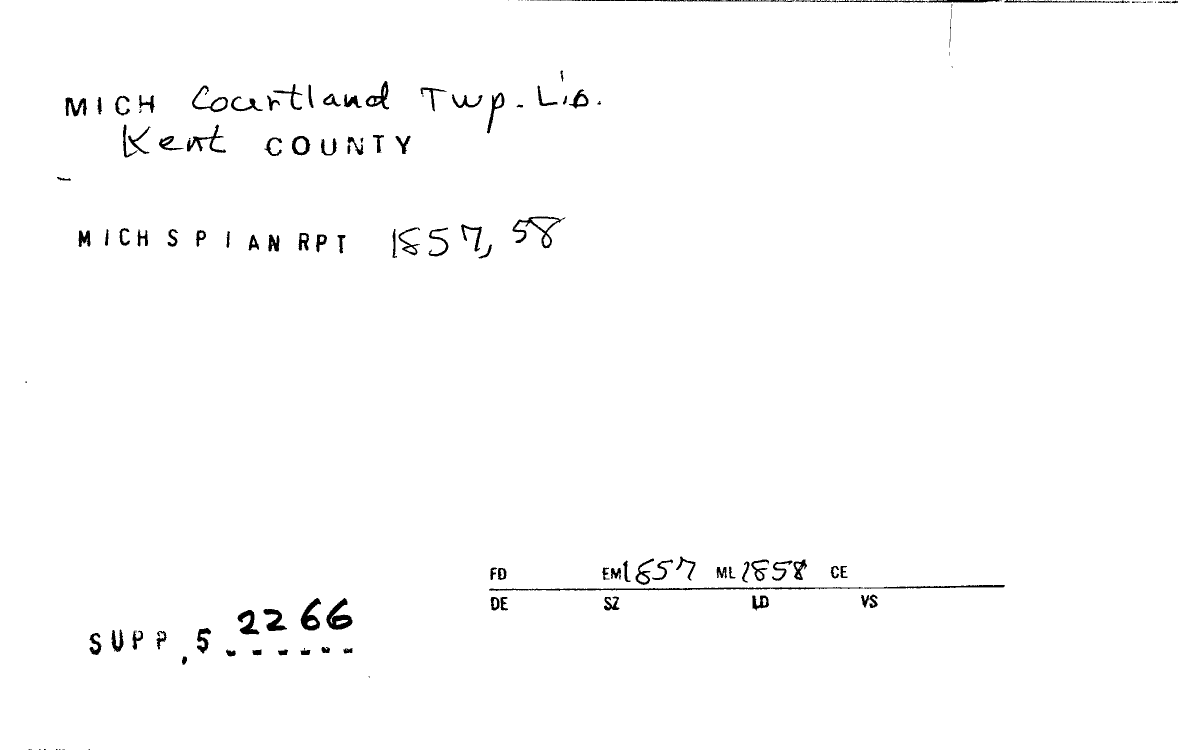 MICH Courtland Twp. Lib.
Kent COUNTY
MICH S P I AN RPT 1857, 58
FD EM 1857 ML 1858 CE
DE SZ LD VS
2266
SUPP, 5 - - - - - -